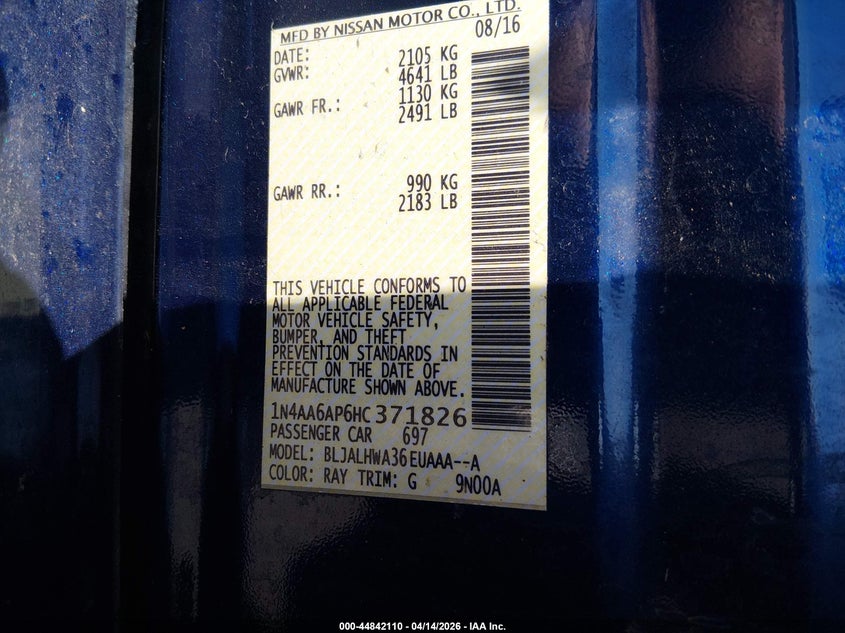 MFD BY NISSAN MOTOR CO., LTD.
DATE: 08/16
GVWR: 2105 KG
4641 LB
GAWR FR.: 1130 KG
2491 LB
GAWR RR.: 990 KG
2183 LB
THIS VEHICLE CONFORMS TO
ALL APPLICABLE FEDERAL
MOTOR VEHICLE SAFETY,
BUMPER, AND THEFT
PREVENTION STANDARDS IN
EFFECT ON THE DATE OF
MANUFACTURE SHOWN ABOVE.
1N4AA6AP6HC371826
PASSENGER CAR 697
MODEL: BLJALHWA36EUAAA--A
COLOR: RAY TRIM: G 9N00A
000-44842110 - 04/14/2026 - IAA Inc.